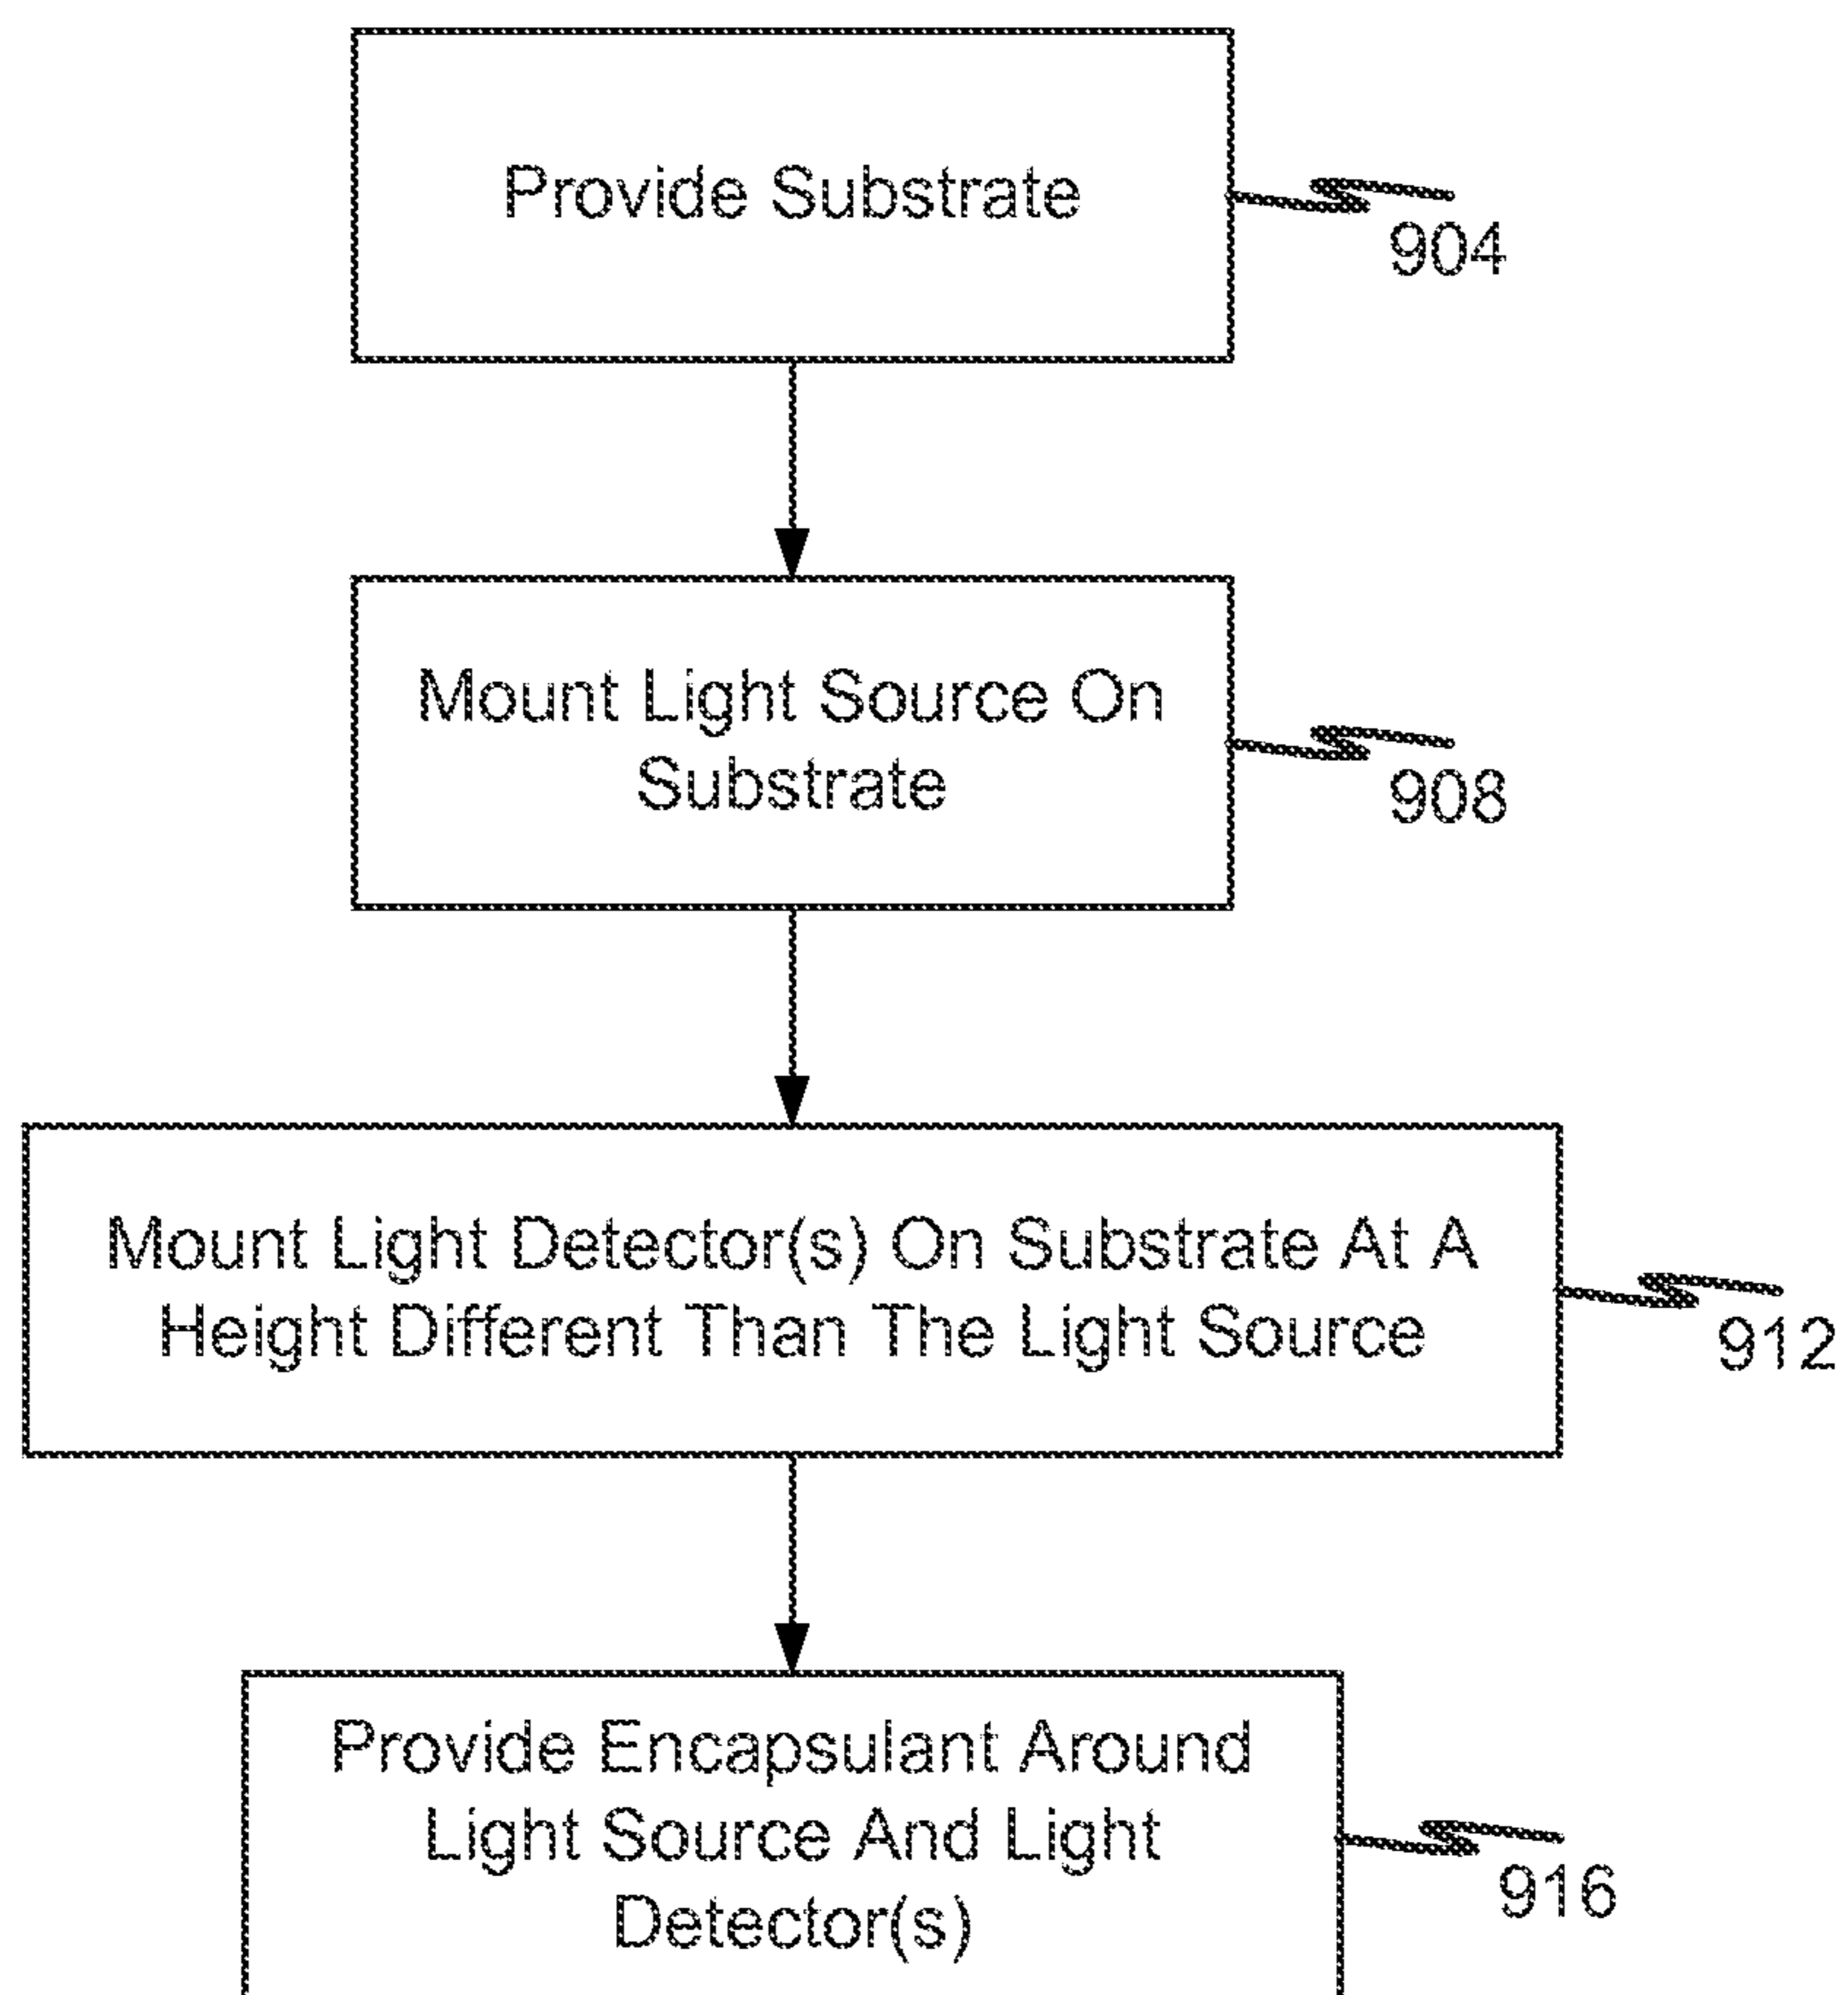 Provide Substrate
904
Mount Light Source On
Substrate
908
Mount Light Detector(s) On Substrate At A
Height Different Than The Light Source
912
Provide Encapsulant Around
Light Source And Light
Detector(s)
916